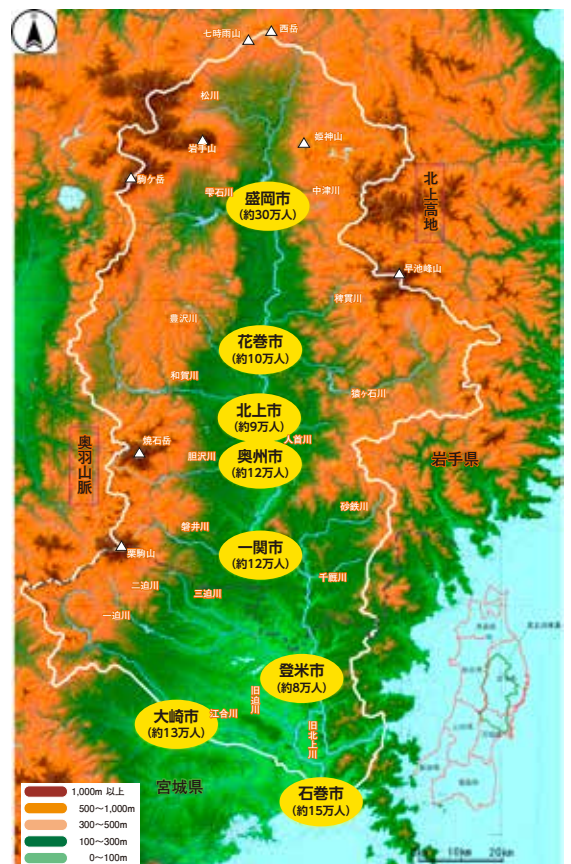 七時雨山
西岳
松川
岩手山
姫神山
駒ケ岳
雫石川
中津川
盛岡市
(約30万人)
北上高地
早池峰山
稗貫川
豊沢川
花巻市
(約10万人)
和賀川
猿ヶ石川
北上市
(約9万人)
人首川
奥羽山脈
焼石岳
胆沢川
奥州市
(約12万人)
岩手県
砂鉄川
磐井川
一関市
(約12万人)
栗駒山
千厩川
二迫川
三迫川
一迫川
登米市
(約8万人)
旧迫川
大崎市
(約13万人)
江合川
旧北上川
宮城県
石巻市
(約15万人)
1,000m 以上
500～1,000m
300～500m
100～300m
0～100m
10km
20km